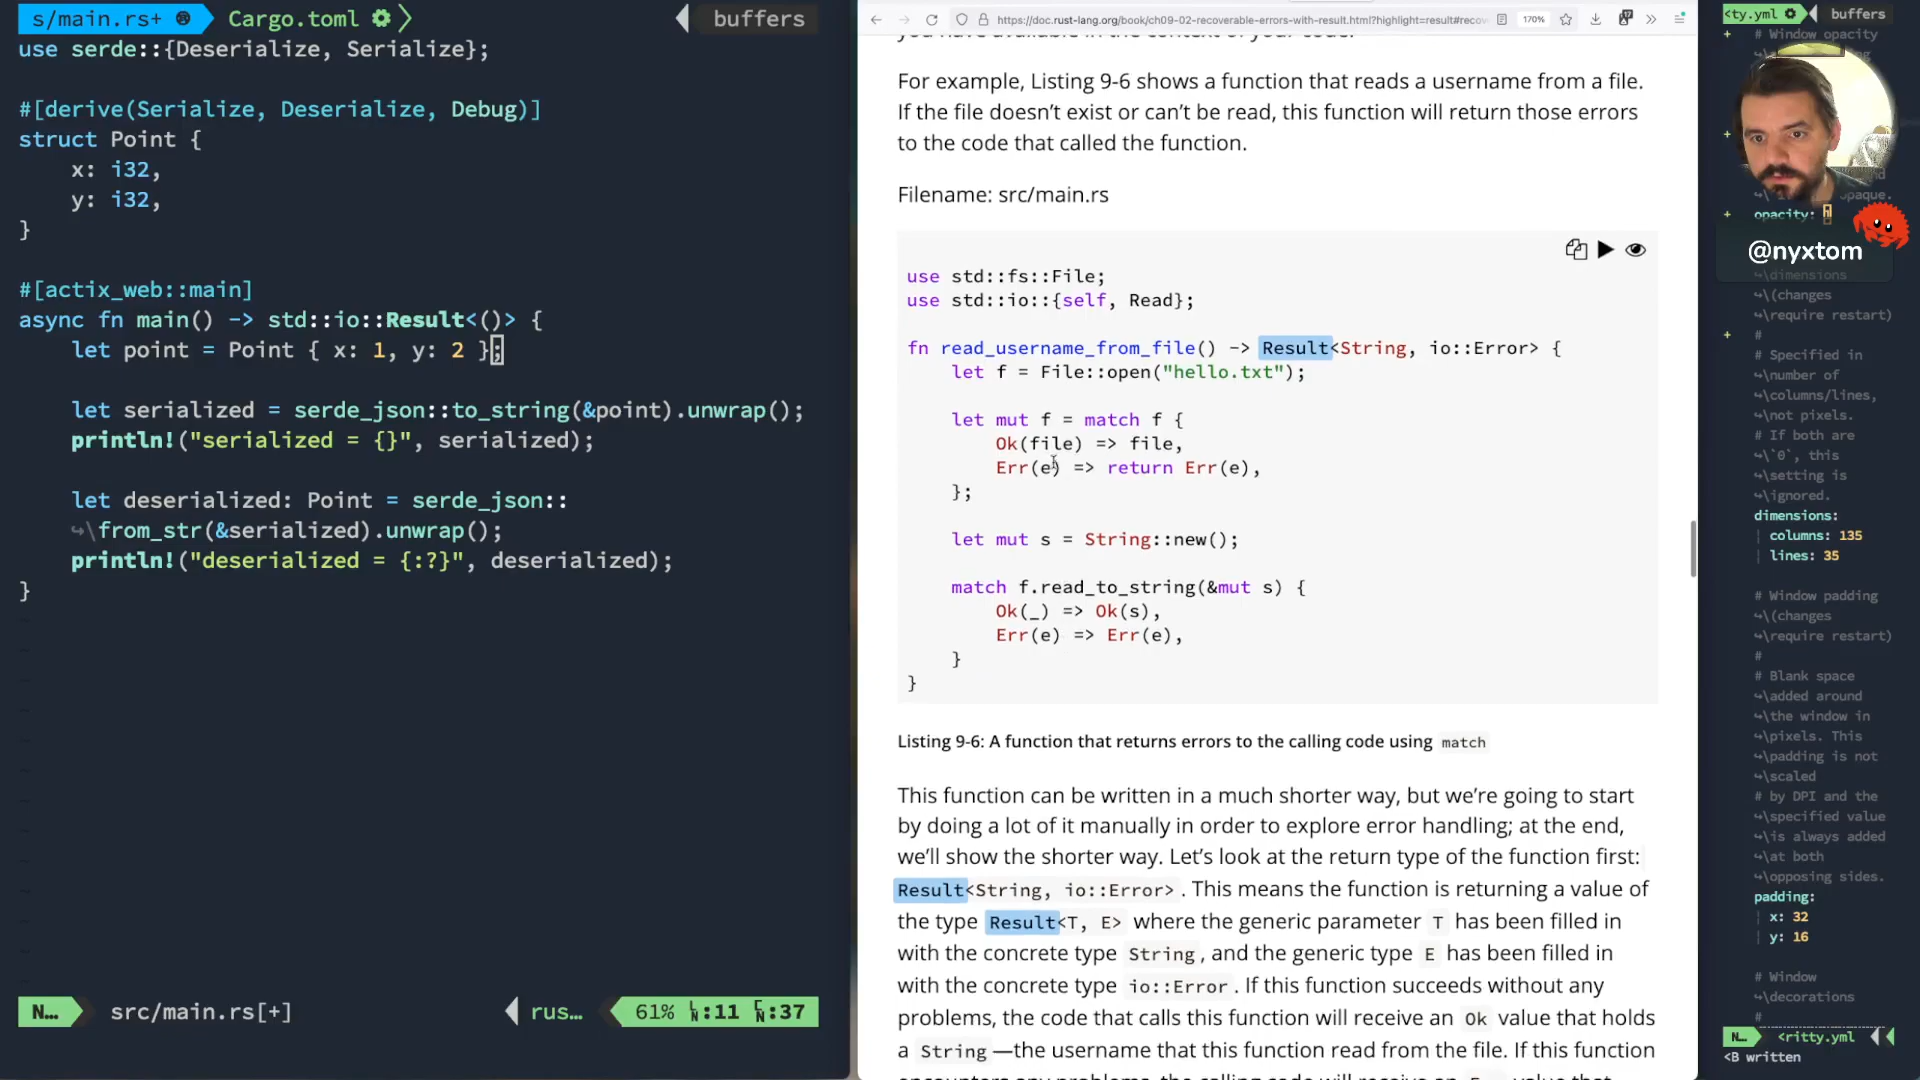 s/main.rs+
Cargo.toml
buffers
use serde::{Deserialize, Serialize};
#[derive(Serialize, Deserialize, Debug)]
struct Point {
x: i32,
y: i32,
}
#[actix_web::main]
async fn main() -> std::io::Result<()> {
let point = Point { x: 1, y: 2 };
let serialized = serde_json::to_string(&point).unwrap();
println!("serialized = {}", serialized);
let deserialized: Point = serde_json::
↪\from_str(&serialized).unwrap();
println!("deserialized = {:?}", deserialized);
}
N… src/main.rs[+] rus… 61% L:11 C:37
https://doc.rust-lang.org/book/ch09-02-recoverable-errors-with-result.html?highlight=result#reco
170%
you have available in the context of your code.
For example, Listing 9-6 shows a function that reads a username from a file.
If the file doesn’t exist or can’t be read, this function will return those errors
to the code that called the function.
Filename: src/main.rs
use std::fs::File;
use std::io::{self, Read};
fn read_username_from_file() -> Result<String, io::Error> {
let f = File::open("hello.txt");
let mut f = match f {
Ok(file) => file,
Err(e) => return Err(e),
};
let mut s = String::new();
match f.read_to_string(&mut s) {
Ok(_) => Ok(s),
Err(e) => Err(e),
}
}
Listing 9-6: A function that returns errors to the calling code using match
This function can be written in a much shorter way, but we’re going to start
by doing a lot of it manually in order to explore error handling; at the end,
we’ll show the shorter way. Let’s look at the return type of the function first:
Result<String, io::Error> . This means the function is returning a value of
the type Result<T, E> where the generic parameter T has been filled in
with the concrete type String , and the generic type E has been filled in
with the concrete type io::Error . If this function succeeds without any
problems, the code that calls this function will receive an Ok value that holds
a String —the username that this function read from the file. If this function
<ty.yml
buffers
# Window opacity
opaque.
opacity:
@nyxtom
\dimensions
↪\(changes
↪\require restart)
#
# Specified in
↪\number of
↪\columns/lines,
↪\not pixels.
# If both are
↪\`0`, this
↪\setting is
↪\ignored.
dimensions:
columns: 135
lines: 35
# Window padding
↪\(changes
↪\require restart)
#
# Blank space
↪\added around
↪\the window in
↪\pixels. This
↪\padding is not
↪\scaled
# by DPI and the
↪\specified value
↪\is always added
↪\at both
↪\opposing sides.
padding:
x: 32
y: 16
# Window
↪\decorations
#
N… <ritty.yml
<B written